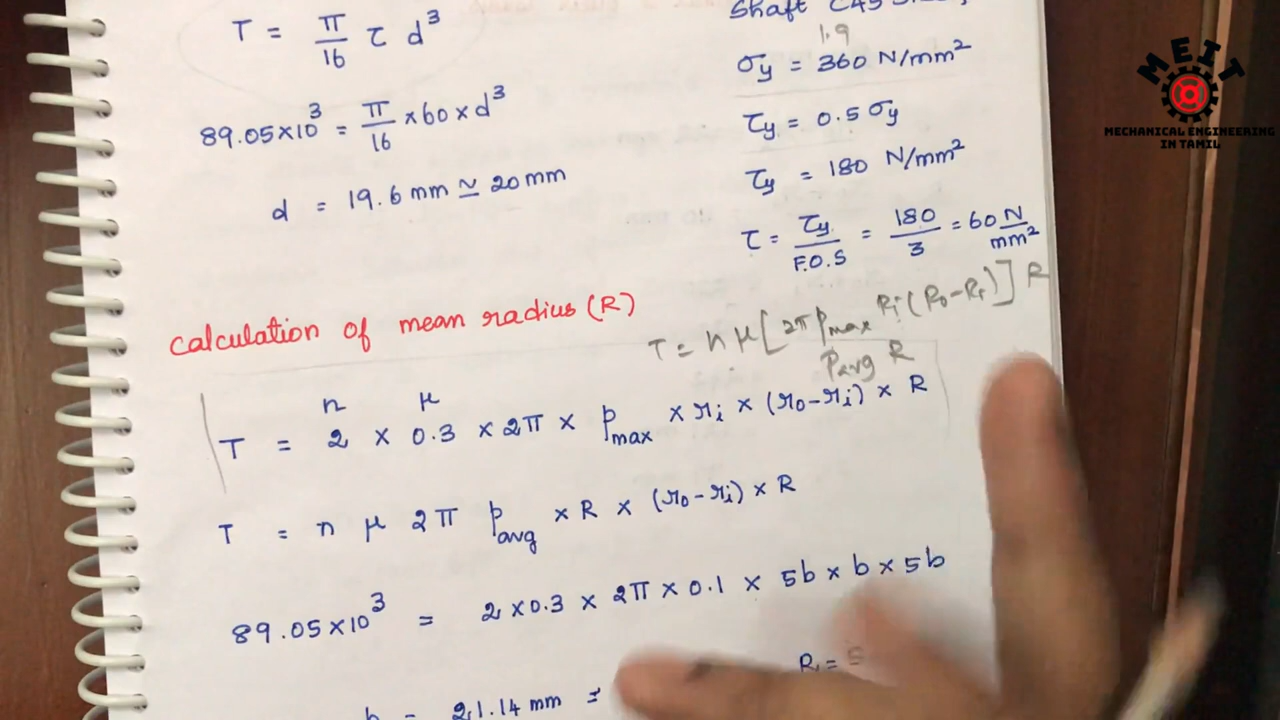 T = π/16 τ d³
89.05×10³ = π/16 ×60×d³
d = 19.6 mm ≃ 20 mm
Shaft C45
1.9
σy = 360 N/mm²
τy = 0.5 σy
τy = 180 N/mm²
τ = τy/F.O.S = 180/3 = 60 N/mm²
MEIT
MECHANICAL ENGINEERING
IN TAMIL
calculation of mean radius (R)
T = n μ [2π pmax Ri (Ro-Ri)] R
Pavg R
n μ
T = 2 × 0.3 × 2π × pmax × ri × (ro-ri) × R
T = n μ 2π pavg × R × (ro-ri) × R
89.05×10³ = 2×0.3 × 2π × 0.1 × 5b × b × 5b
R = 5
b = 21.14 mm =